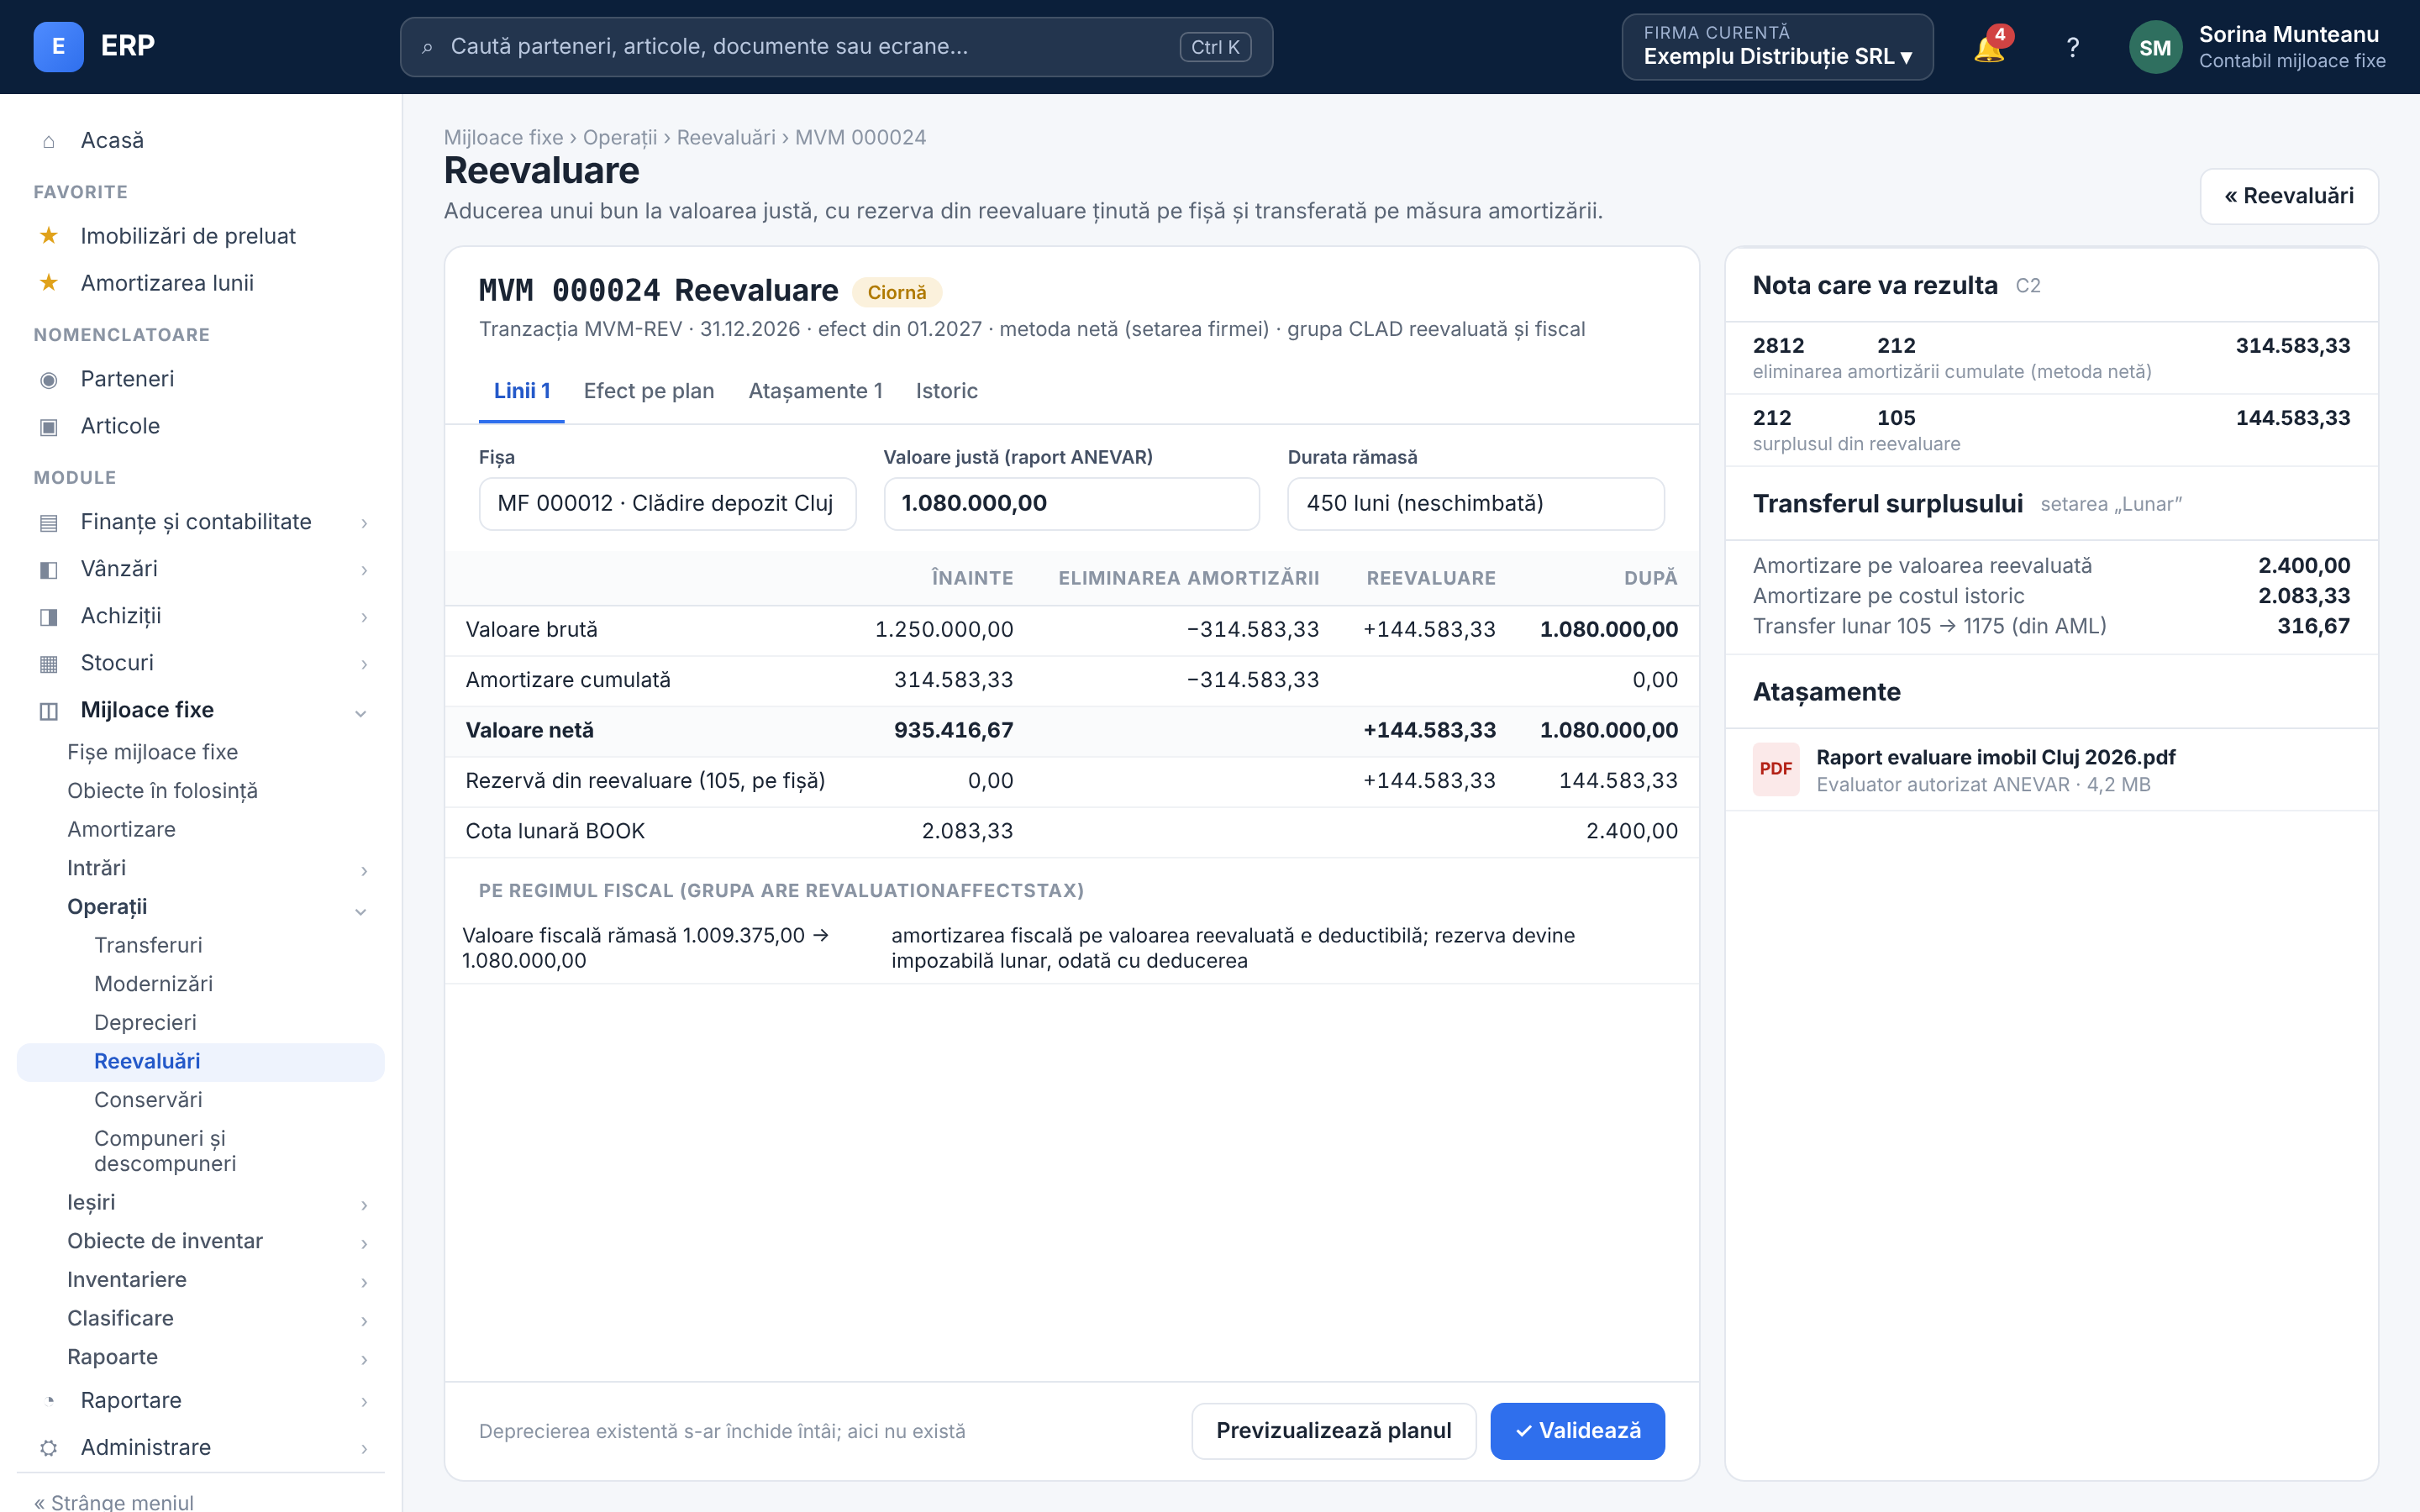 E ERP
Caută parteneri, articole, documente sau ecrane... Ctrl K
FIRMA CURENTĂ
Exemplu Distribuție SRL ▾
4
?
SM
Sorina Munteanu
Contabil mijloace fixe
Acasă
FAVORITE
★ Imobilizări de preluat
★ Amortizarea lunii
NOMENCLATOARE
Parteneri
Articole
MODULE
Finanțe și contabilitate ›
Vânzări ›
Achiziții ›
Stocuri ›
Mijloace fixe
Fișe mijloace fixe
Obiecte în folosință
Amortizare
Intrări ›
Operații
Transferuri
Modernizări
Deprecieri
Reevaluări
Conservări
Compuneri și
descompuneri
Ieșiri ›
Obiecte de inventar ›
Inventariere ›
Clasificare ›
Rapoarte ›
Raportare ›
Administrare ›
« Strânge meniul
Mijloace fixe › Operații › Reevaluări › MVM 000024
Reevaluare
Aducerea unui bun la valoarea justă, cu rezerva din reevaluare ținută pe fișă și transferată pe măsura amortizării.
« Reevaluări
MVM 000024 Reevaluare Ciornă
Tranzacția MVM-REV · 31.12.2026 · efect din 01.2027 · metoda netă (setarea firmei) · grupa CLAD reevaluată și fiscal
Linii 1 Efect pe plan Atașamente 1 Istoric
Fișa Valoare justă (raport ANEVAR) Durata rămasă
MF 000012 · Clădire depozit Cluj 1.080.000,00 450 luni (neschimbată)
ÎNAINTE ELIMINAREA AMORTIZĂRII REEVALUARE DUPĂ
Valoare brută 1.250.000,00 −314.583,33 +144.583,33 1.080.000,00
Amortizare cumulată 314.583,33 −314.583,33 0,00
Valoare netă 935.416,67 +144.583,33 1.080.000,00
Rezervă din reevaluare (105, pe fișă) 0,00 +144.583,33 144.583,33
Cota lunară BOOK 2.083,33 2.400,00
PE REGIMUL FISCAL (GRUPA ARE REVALUATIONAFFECTSTAX)
Valoare fiscală rămasă 1.009.375,00 →
1.080.000,00
amortizarea fiscală pe valoarea reevaluată e deductibilă; rezerva devine
impozabilă lunar, odată cu deducerea
Deprecierea existentă s-ar închide întâi; aici nu există
Previzualizează planul ✓ Validează
Nota care va rezulta C2
2812 212 314.583,33
eliminarea amortizării cumulate (metoda netă)
212 105 144.583,33
surplusul din reevaluare
Transferul surplusului setarea „Lunar”
Amortizare pe valoarea reevaluată 2.400,00
Amortizare pe costul istoric 2.083,33
Transfer lunar 105 → 1175 (din AML) 316,67
Atașamente
PDF
Raport evaluare imobil Cluj 2026.pdf
Evaluator autorizat ANEVAR · 4,2 MB